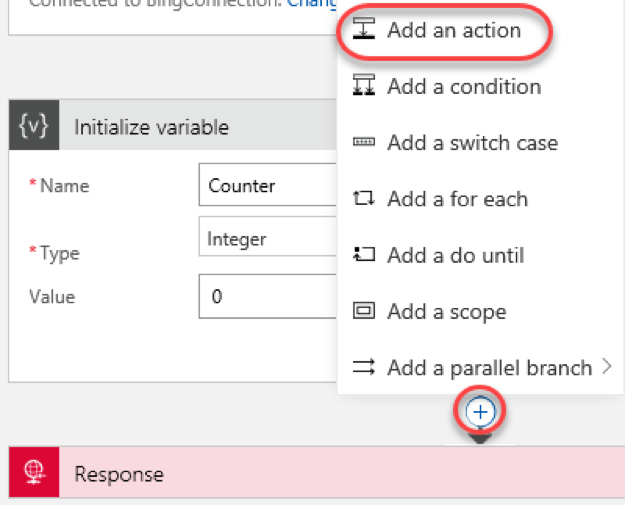 Connected to BingConnection. Chang
Add an action
Add a condition
{v} Initialize variable
Add a switch case
* Name Counter
Add a for each
* Type Integer
Add a do until
Value 0
Add a scope
Add a parallel branch >
Response